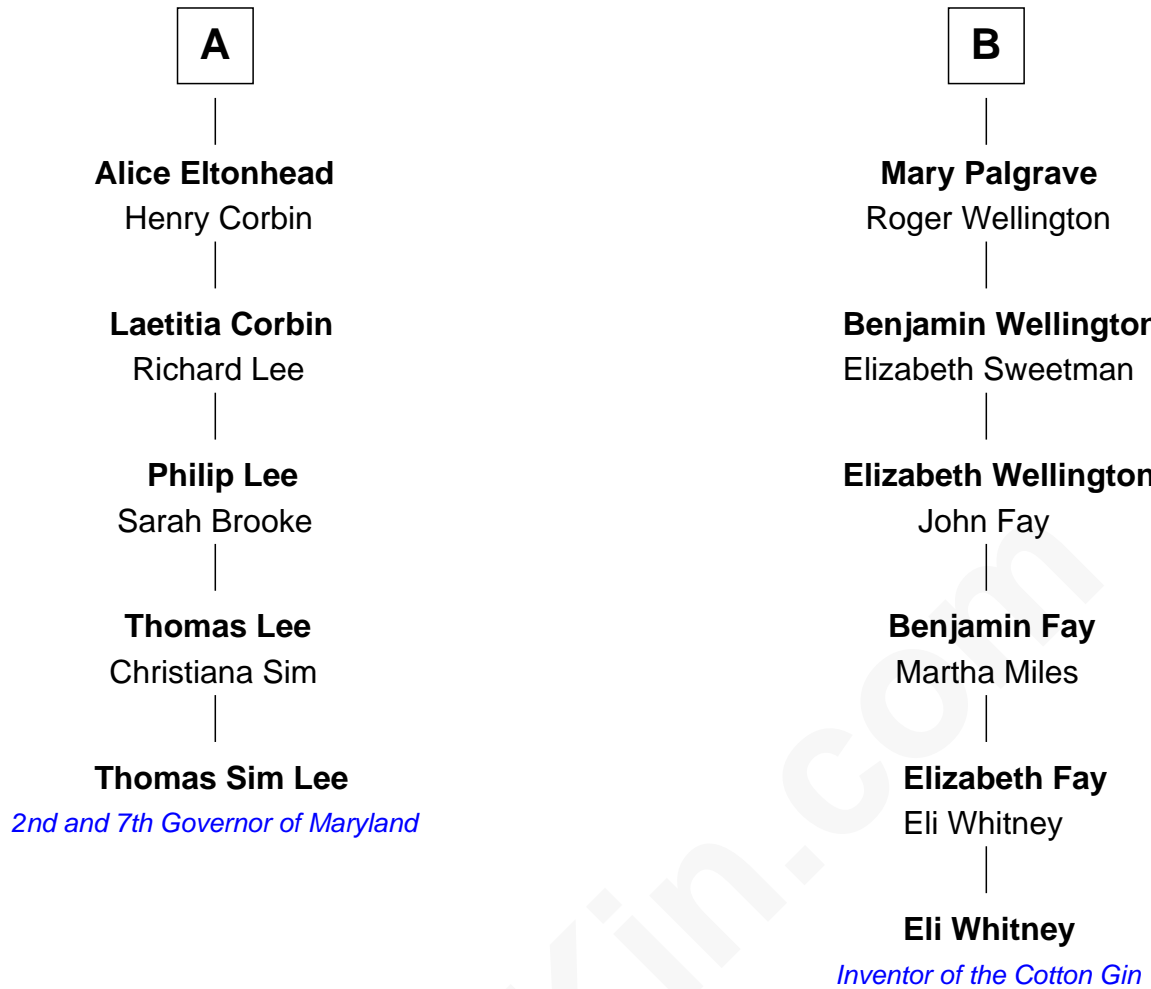 A
Alice Eltonhead
Henry Corbin
Laetitia Corbin
Richard Lee
Philip Lee
Sarah Brooke
Thomas Lee
Christiana Sim
Thomas Sim Lee
2nd and 7th Governor of Maryland
B
Mary Palgrave
Roger Wellington
Benjamin Wellington
Elizabeth Sweetman
Elizabeth Wellington
John Fay
Benjamin Fay
Martha Miles
Elizabeth Fay
Eli Whitney
Eli Whitney
Inventor of the Cotton Gin
Kin.com